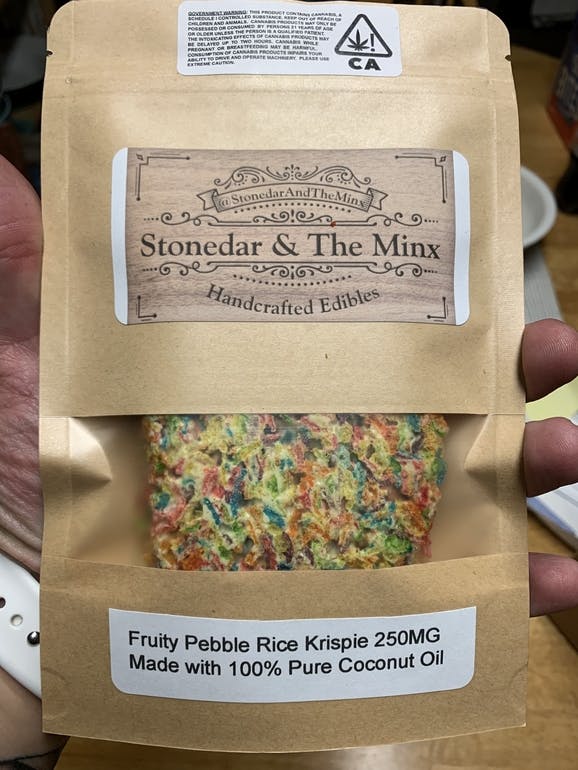 GOVERNMENT WARNING: THIS PRODUCT CONTAINS CANNABIS, A
SCHEDULE I CONTROLLED SUBSTANCE. KEEP OUT OF REACH OF
CHILDREN AND ANIMALS. CANNABIS PRODUCTS MAY ONLY BE
POSSESSED OR CONSUMED BY PERSONS 21 YEARS OF AGE
OR OLDER UNLESS THE PERSON IS A QUALIFIED PATIENT.
THE INTOXICATING EFFECTS OF CANNABIS PRODUCTS MAY
BE DELAYED UP TO TWO HOURS. CANNABIS WHILE
PREGNANT OR BREASTFEEDING MAY BE HARMFUL.
CONSUMPTION OF CANNABIS PRODUCTS IMPAIRS YOUR
ABILITY TO DRIVE AND OPERATE MACHINERY. PLEASE USE
EXTREME CAUTION.
!
CA
@StonedarAndTheMinx
Stonedar & The Minx
Handcrafted Edibles
Fruity Pebble Rice Krispie 250MG
Made with 100% Pure Coconut Oil